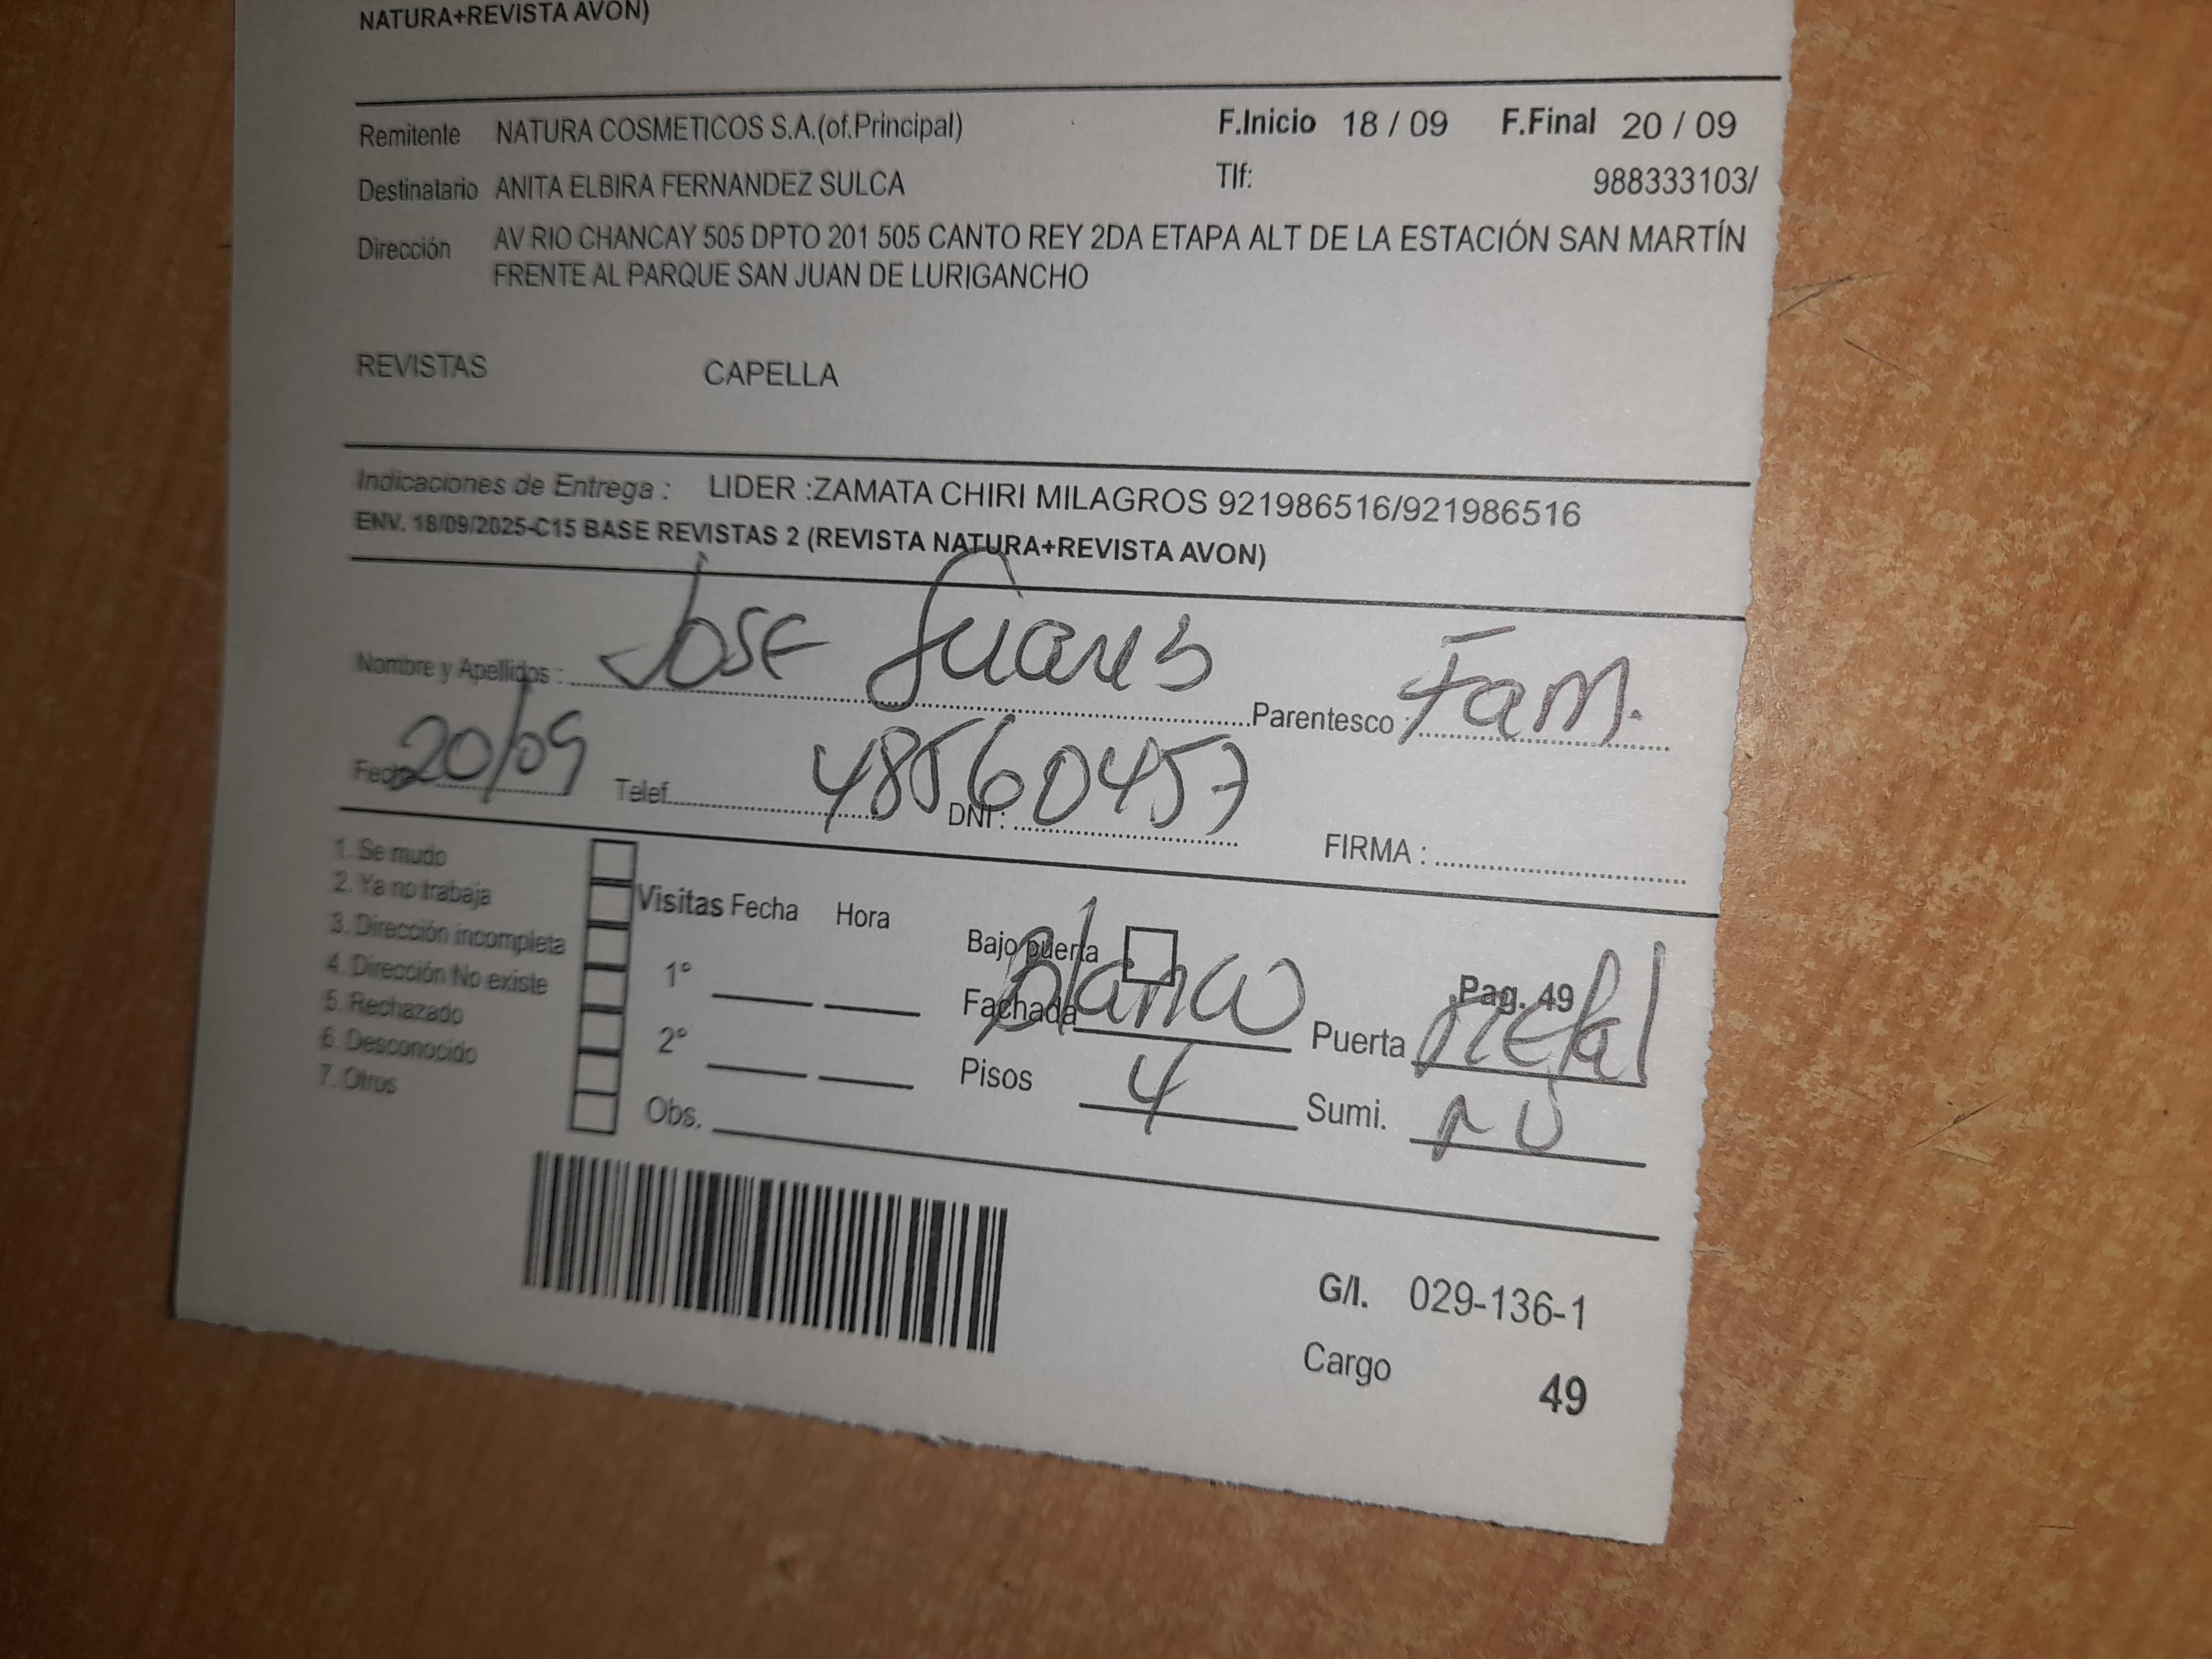 NATURA+REVISTA AVON)
Remitente NATURA COSMETICOS S.A.(of.Principal) F.Inicio 18 / 09 F.Final 20 / 09
Destinatario ANITA ELBIRA FERNANDEZ SULCA Tlf: 988333103/
Dirección AV RIO CHANCAY 505 DPTO 201 505 CANTO REY 2DA ETAPA ALT DE LA ESTACIÓN SAN MARTÍN
FRENTE AL PARQUE SAN JUAN DE LURIGANCHO
REVISTAS CAPELLA
Indicaciones de Entrega : LIDER :ZAMATA CHIRI MILAGROS 921986516/921986516
ENV. 18/09/2025-C15 BASE REVISTAS 2 (REVISTA NATURA+REVISTA AVON)
Nombre y Apellidos : JOSE Juares Parentesco : Fam.
Fecha 20/09 Telef. DNI : 48560457 FIRMA :
1. Se mudo
2. Ya no trabaja
3. Dirección incompleta
4. Dirección No existe
5. Rechazado
6. Desconocido
7. Otros
Visitas Fecha Hora
1°
2°
Obs.
Bajo puerta Pag. 49
Fachada blanco Puerta metal
Pisos 4 Sumi. NO
G/I. 029-136-1
Cargo 49